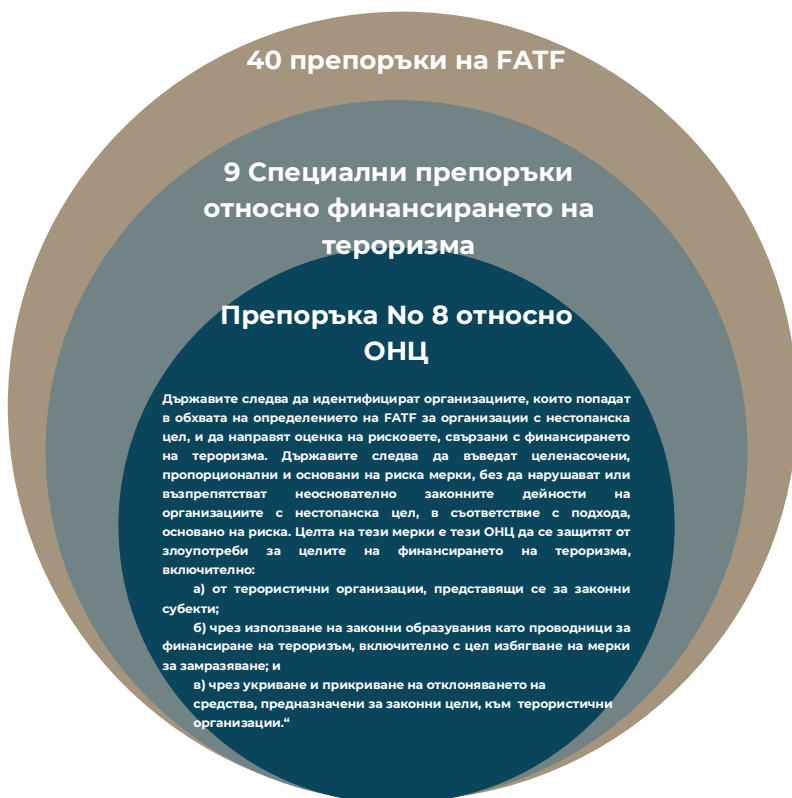 40 препоръки на FATF
9 Специални препоръки
относно финансирането на
тероризма
Препоръка No 8 относно
ОНЦ
Държавите следва да идентифицират организациите, които попадат
в обхвата на определението на FATF за организации с нестопанска
цел, и да направят оценка на рисковете, свързани с финансирането
на тероризма. Държавите следва да въведат целенасочени,
пропорционални и основани на риска мерки, без да нарушават или
възпрепятстват неоснователно законните дейности на
организациите с нестопанска цел, в съответствие с подхода,
основано на риска. Целта на тези мерки е тези ОНЦ да се защитят от
злоупотреби за целите на финансирането на тероризма,
включително:
а) от терористични организации, представящи се за законни
субекти;
б) чрез използване на законни образувания като проводници за
финансиране на тероризъм, включително с цел избягване на мерки
за замразяване; и
в) чрез укриване и прикриване на отклоняването на
средства, предназначени за законни цели, към терористични
организации.“